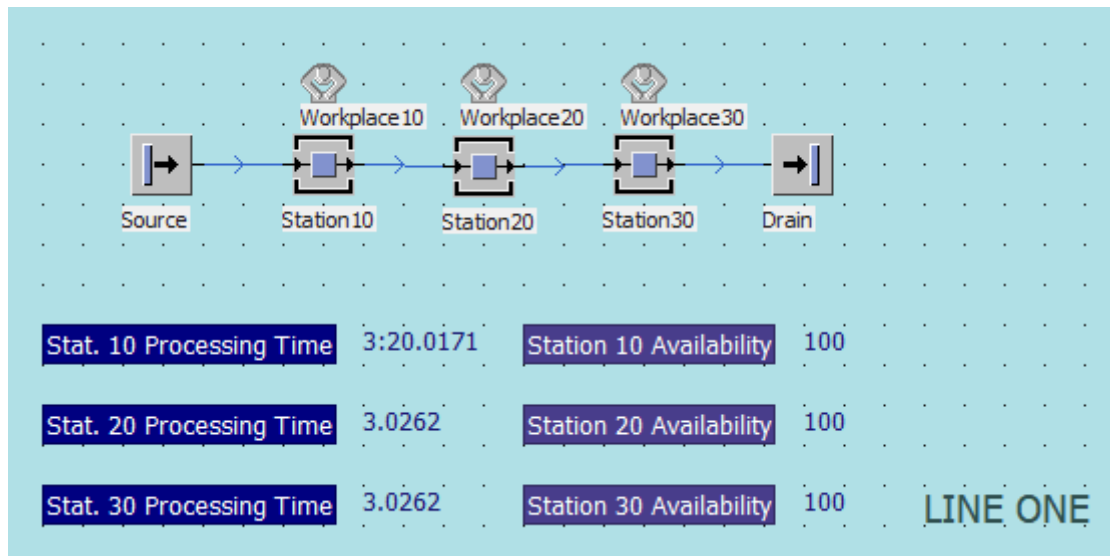 Workplace10 Workplace20 Workplace30
Source Station10 Station20 Station30 Drain
Stat. 10 Processing Time 3:20.0171 Station 10 Availability 100
Stat. 20 Processing Time 3.0262 Station 20 Availability 100
Stat. 30 Processing Time 3.0262 Station 30 Availability 100
LINE ONE